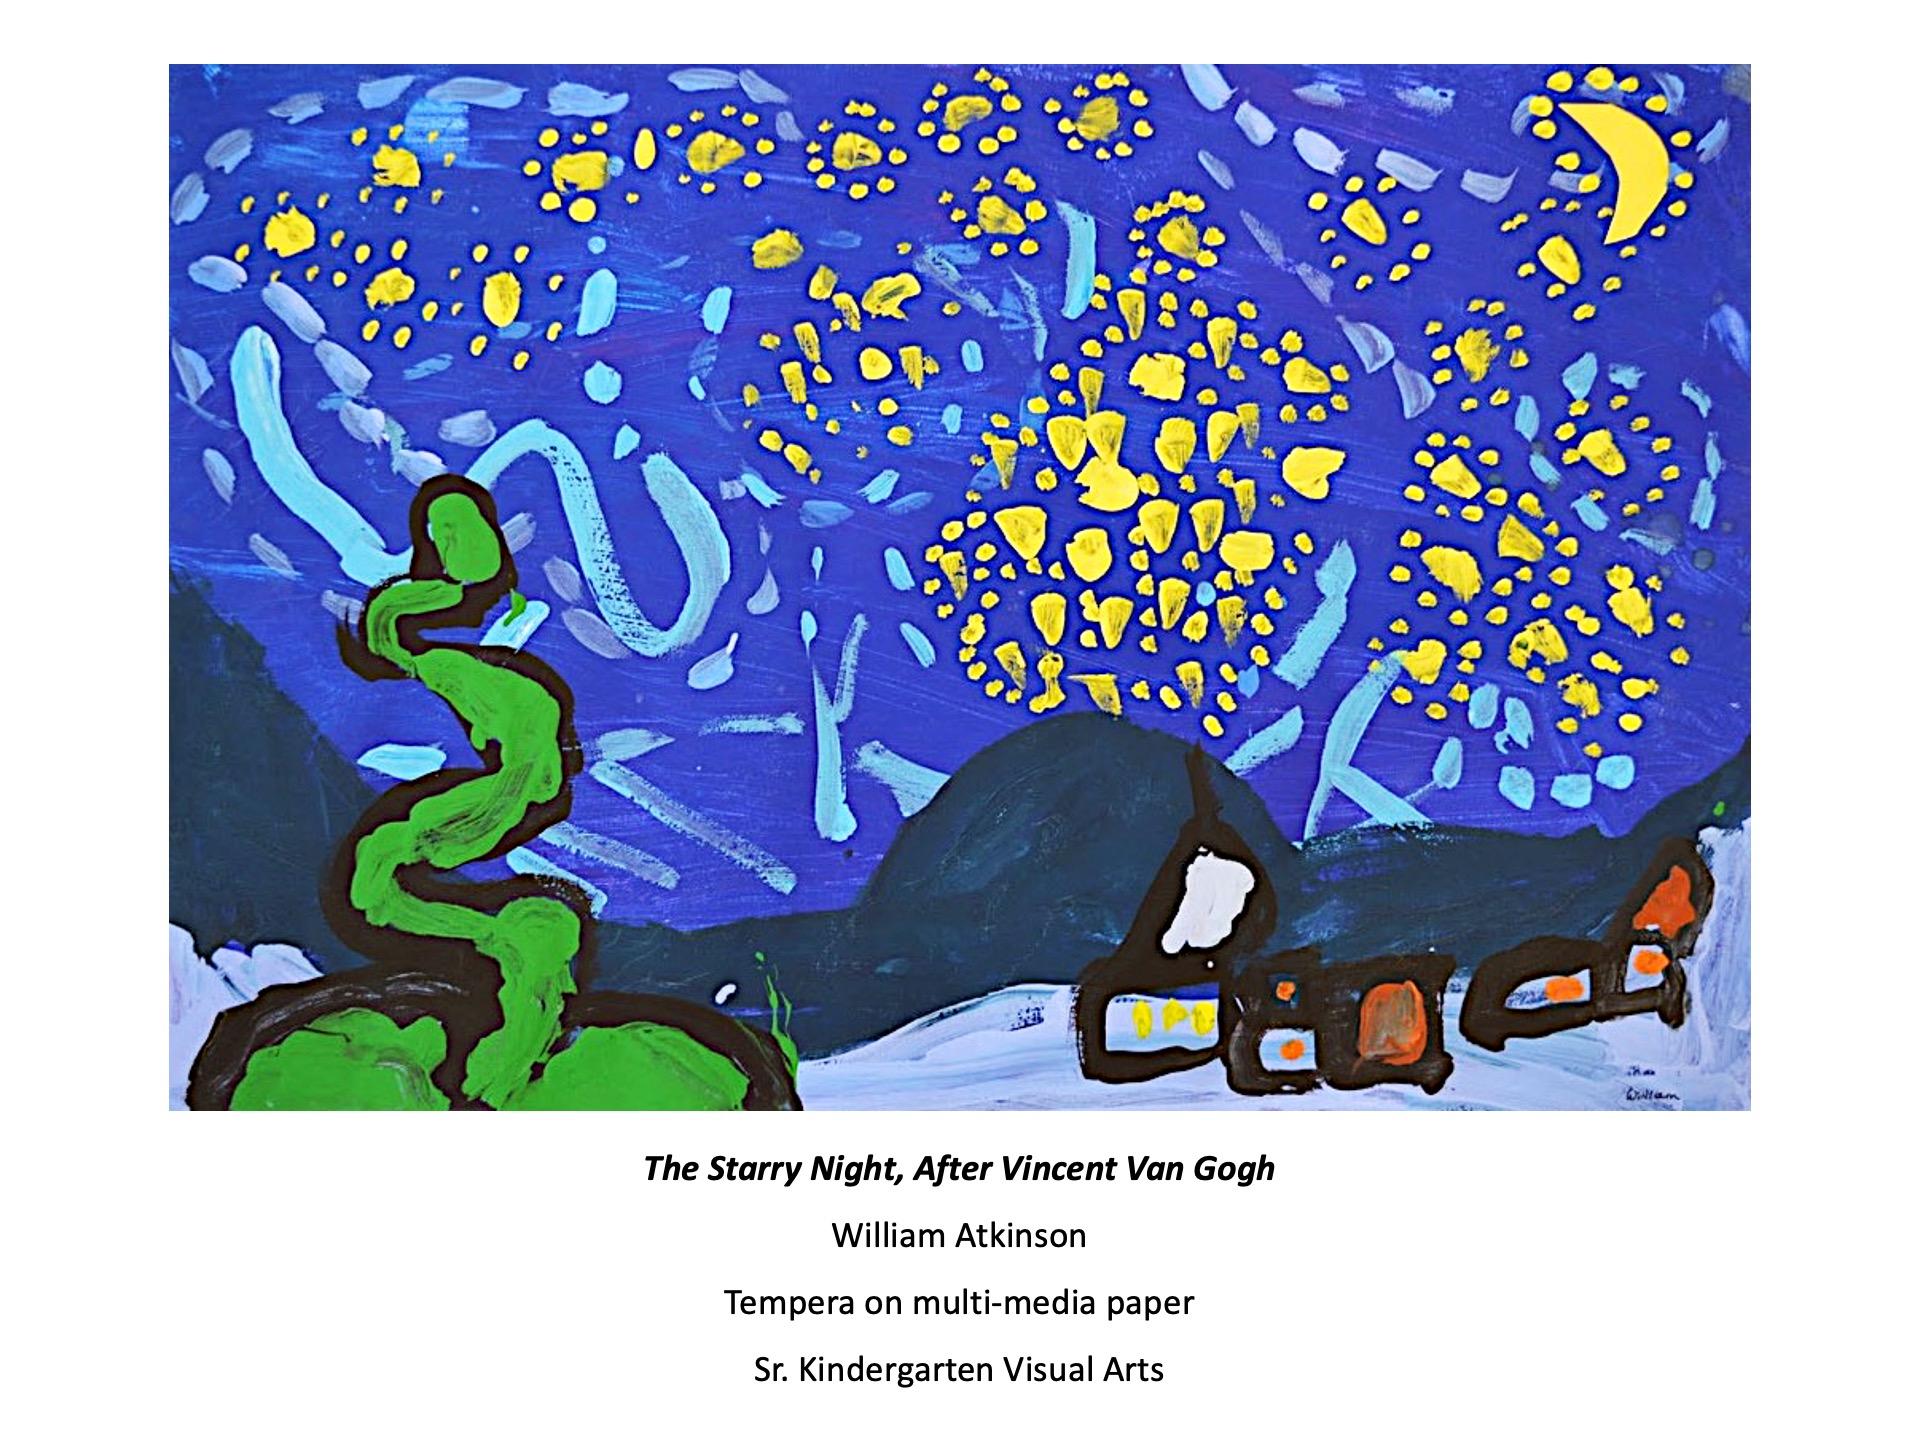 William
The Starry Night, After Vincent Van Gogh
William Atkinson
Tempera on multi-media paper
Sr. Kindergarten Visual Arts